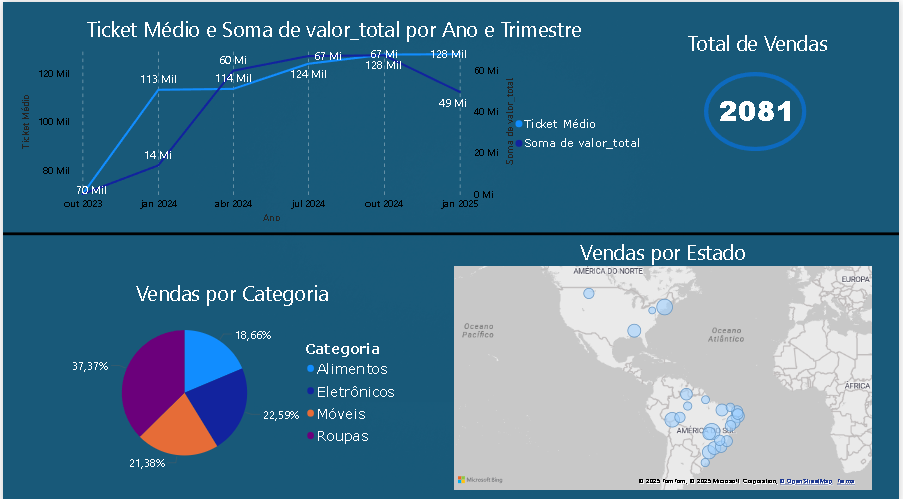 Ticket Médio e Soma de valor_total por Ano e Trimestre
120 Mil
100 Mil
80 Mil
Ticket Médio
70 Mil
113 Mil
14 Mi
60 Mi
114 Mil
67 Mi
124 Mil
67 Mi
128 Mil
128 Mil
49 Mi
60 Mi
40 Mi
20 Mi
0 Mi
Soma de valor_total
out 2023
jan 2024
abr 2024
jul 2024
out 2024
jan 2025
Ano
Ticket Médio
Soma de valor_total
Total de Vendas
2081
Vendas por Categoria
18,66%
37,37%
22,59%
21,38%
Categoria
Alimentos
Eletrônicos
Móveis
Roupas
Vendas por Estado
AMÉRICA DO NORTE
EUROPA
Oceano
Pacífico
Oceano
Atlântico
ÁFRICA
AMÉRICA DO SUL
Microsoft Bing
© 2025 TomTom, © 2025 Microsoft Corporation, © OpenStreetMap Terms